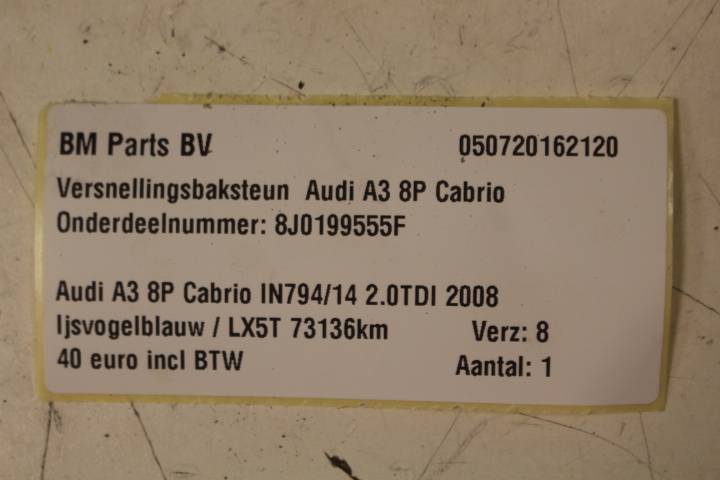 BM Parts BV 050720162120
Versnellingsbaksteun Audi A3 8P Cabrio
Onderdeelnummer: 8J0199555F
Audi A3 8P Cabrio IN794/14 2.0TDI 2008
Ijsvogelblauw / LX5T 73136km Verz: 8
40 euro incl BTW Aantal: 1